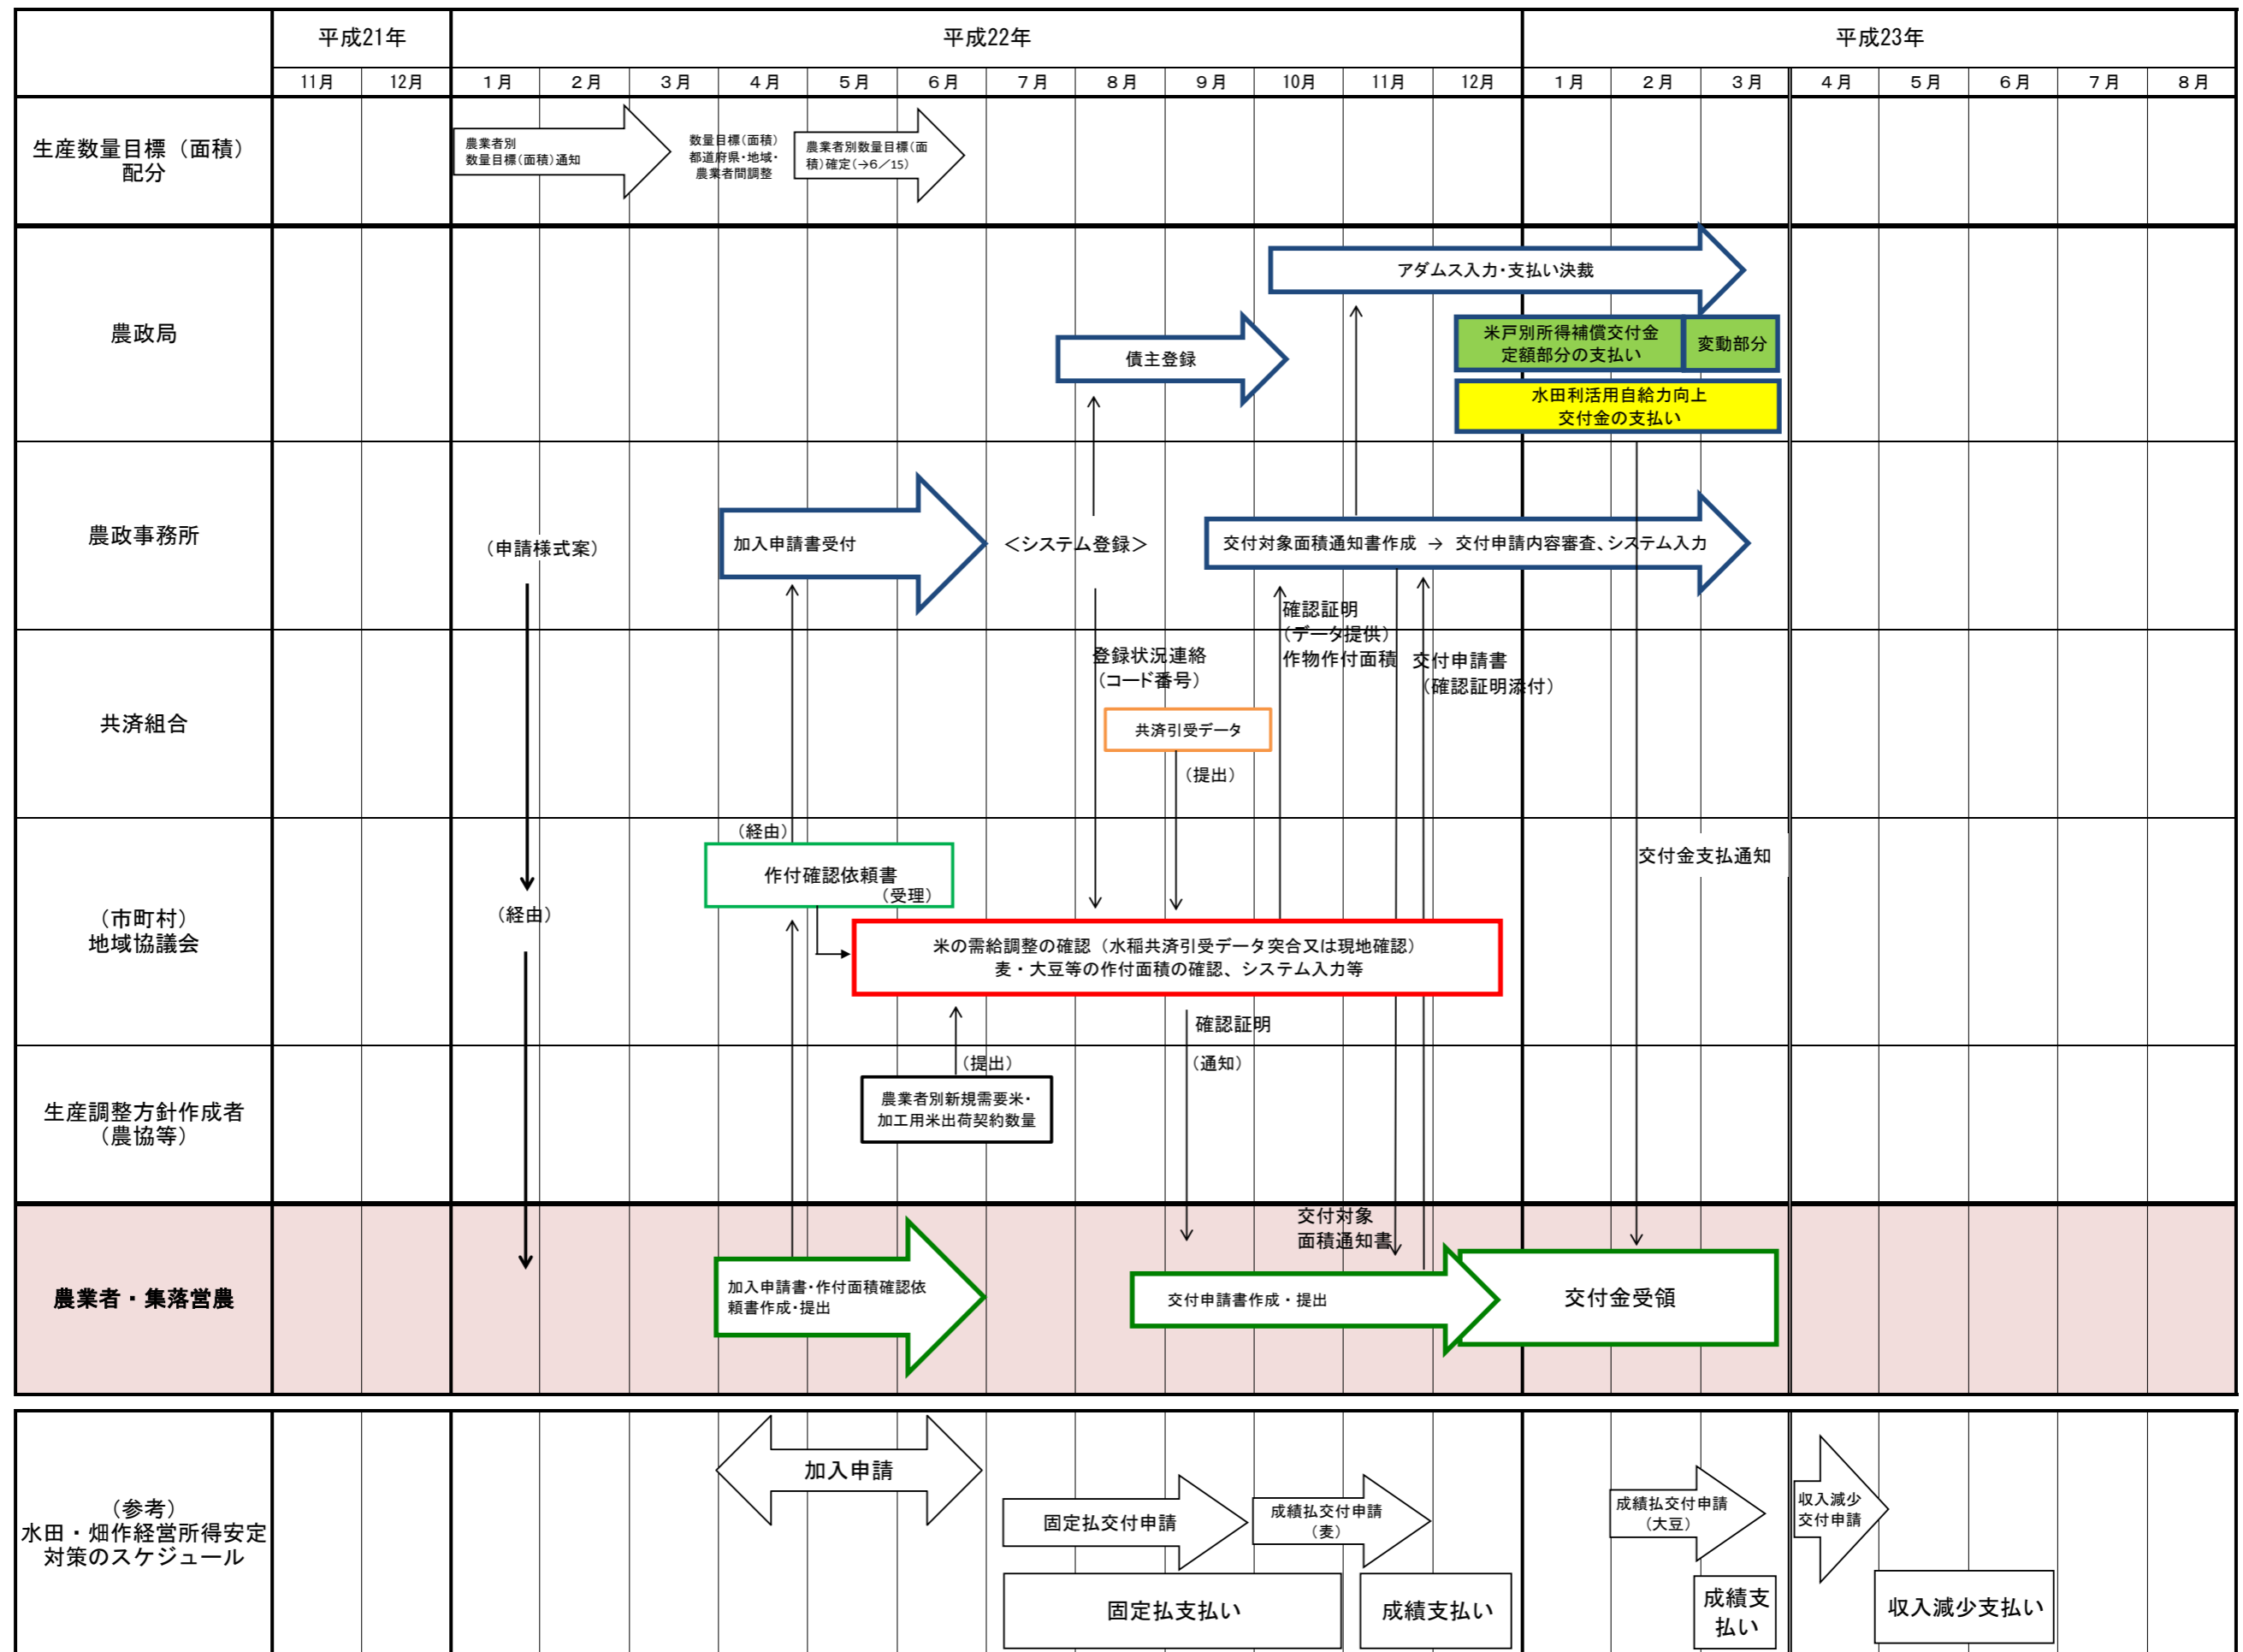 平成21年
平成22年
平成23年
11月
12月
1月
2月
3月
4月
5月
6月
7月
8月
9月
10月
11月
12月
1月
2月
3月
4月
5月
6月
7月
8月
生産数量目標（面積）
配分
農業者別
数量目標(面積)通知
数量目標(面積)
都道府県・地域・
農業者間調整
農業者別数量目標(面
積)確定(→6／15)
農政局
アダムス入力・支払い決裁
債主登録
米戸別所得補償交付金
定額部分の支払い
変動部分
水田利活用自給力向上
交付金の支払い
農政事務所
（申請様式案）
加入申請書受付
＜システム登録＞
交付対象面積通知書作成 → 交付申請内容審査、システム入力
確認証明
（データ提供）
作物作付面積
共済組合
登録状況連絡
（コード番号）
交付申請書
（確認証明添付）
共済引受データ
（提出）
（市町村）
地域協議会
（経由）
（経由）
作付確認依頼書
（受理）
交付金支払通知
米の需給調整の確認（水稲共済引受データ突合又は現地確認）
麦・大豆等の作付面積の確認、システム入力等
確認証明
生産調整方針作成者
（農協等）
（提出）
（通知）
農業者別新規需要米・
加工用米出荷契約数量
農業者・集落営農
交付対象
面積通知書
加入申請書・作付面積確認依
頼書作成・提出
交付申請書作成・提出
交付金受領
（参考）
水田・畑作経営所得安定
対策のスケジュール
加入申請
固定払交付申請
成績払交付申請
（麦）
成績払交付申請
（大豆）
収入減少
交付申請
固定払支払い
成績支払い
成績支
払い
収入減少支払い